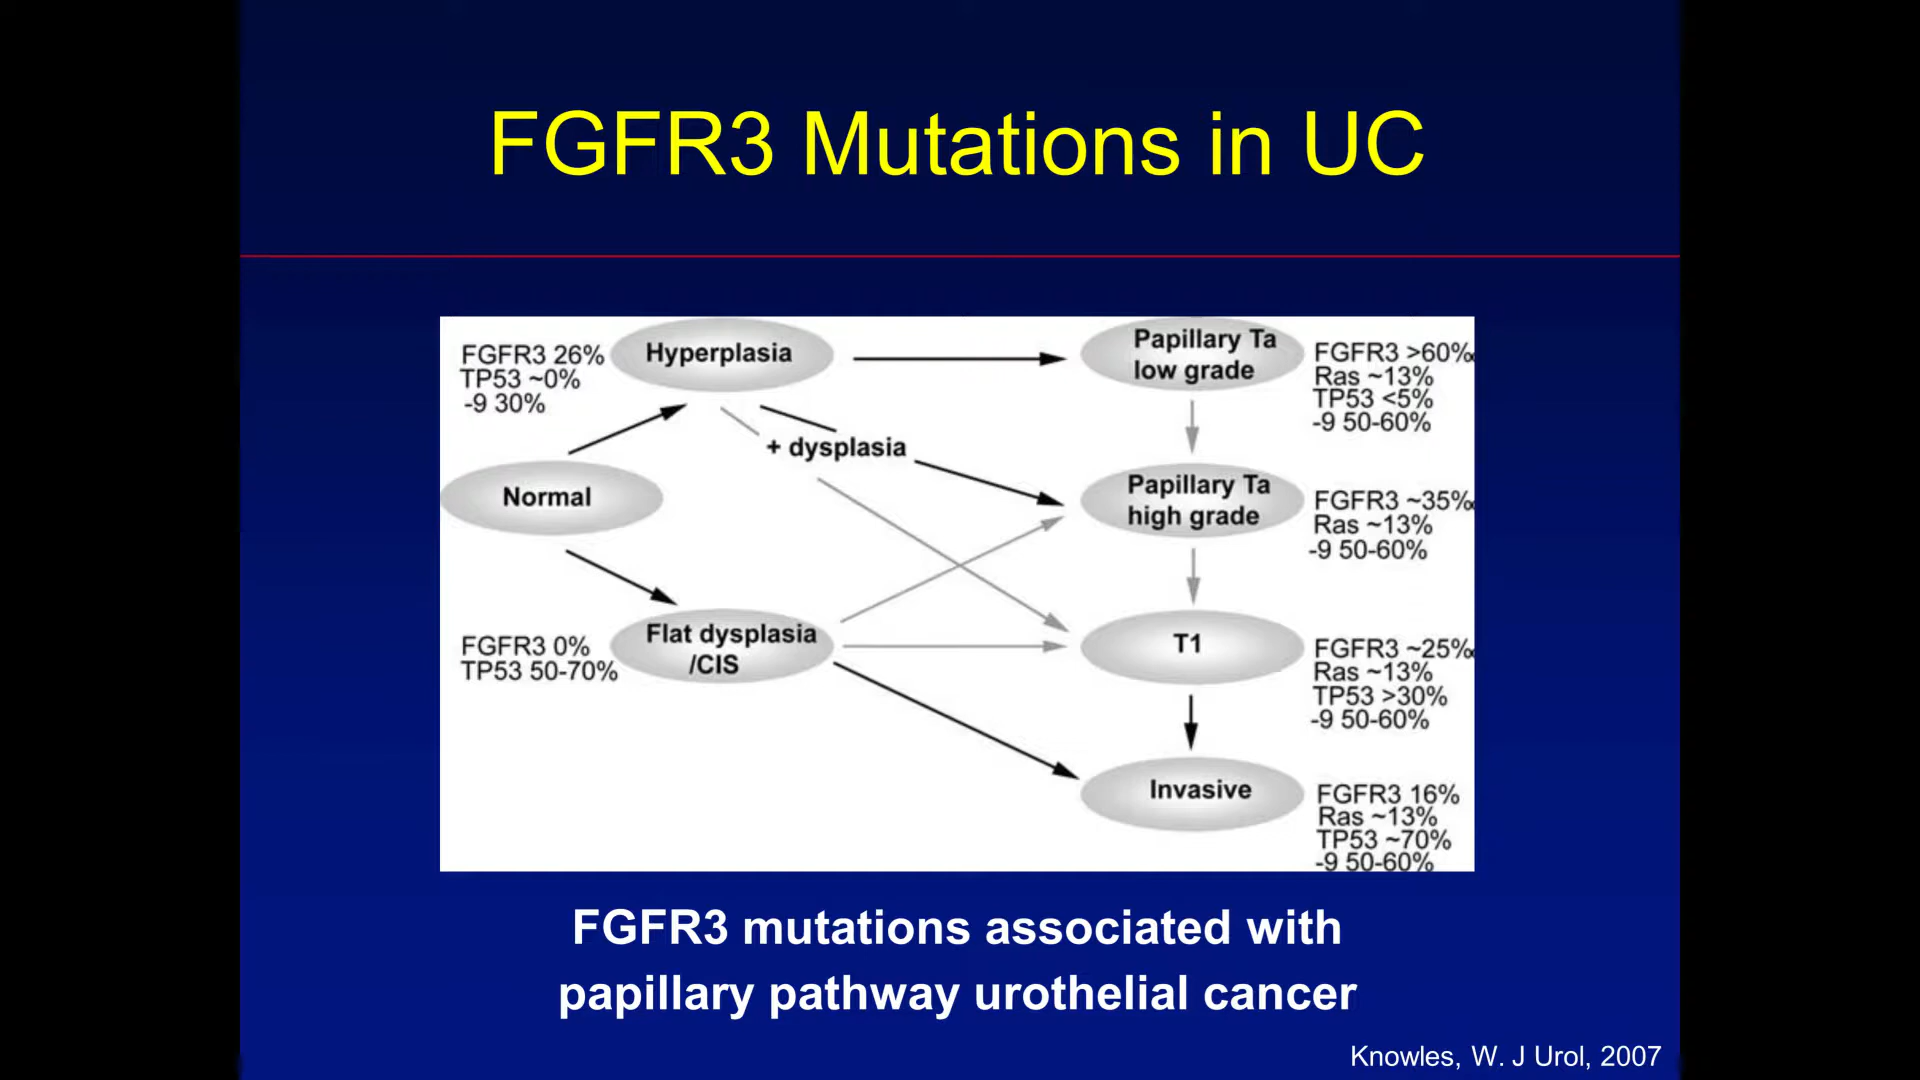 FGFR3 Mutations in UC
FGFR3 26%
TP53 ~0%
-9 30%
Hyperplasia
Papillary Ta
low grade
FGFR3 >60%
Ras ~13%
TP53 <5%
-9 50-60%
+ dysplasia
Normal
Papillary Ta
high grade
FGFR3 ~35%
Ras ~13%
-9 50-60%
FGFR3 0%
TP53 50-70%
Flat dysplasia
/CIS
T1
FGFR3 ~25%
Ras ~13%
TP53 >30%
-9 50-60%
Invasive
FGFR3 16%
Ras ~13%
TP53 ~70%
-9 50-60%
FGFR3 mutations associated with
papillary pathway urothelial cancer
Knowles, W. J Urol, 2007